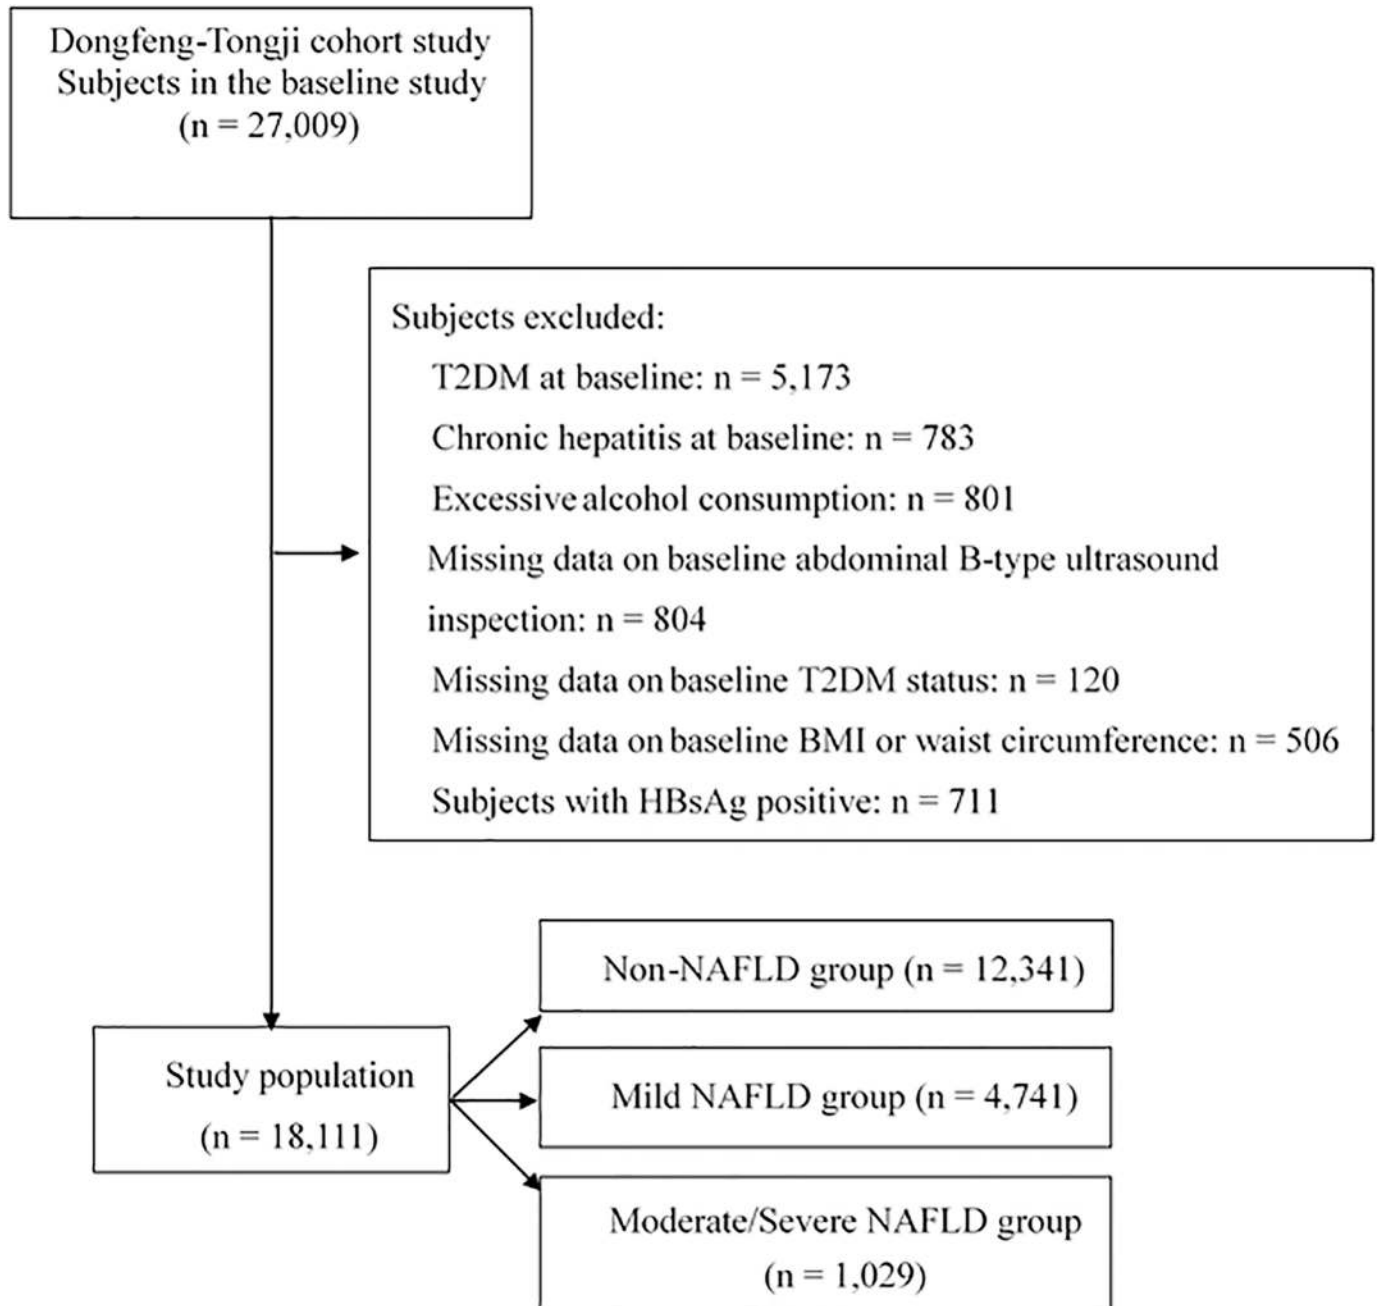 Dongfeng-Tongji cohort study
Subjects in the baseline study
(n = 27,009)
Subjects excluded:
T2DM at baseline: n = 5,173
Chronic hepatitis at baseline: n = 783
Excessive alcohol consumption: n = 801
Missing data on baseline abdominal B-type ultrasound
inspection: n = 804
Missing data on baseline T2DM status: n = 120
Missing data on baseline BMI or waist circumference: n = 506
Subjects with HBsAg positive: n = 711
Non-NAFLD group (n = 12,341)
Study population
(n = 18,111)
Mild NAFLD group (n = 4,741)
Moderate/Severe NAFLD group
(n = 1,029)